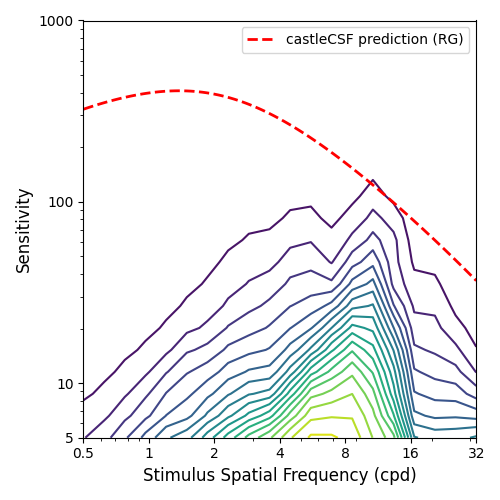 1000
castleCSF prediction (RG)
100
Sensitivity
10
5
0.5 1 2 4 8 16 32
Stimulus Spatial Frequency (cpd)